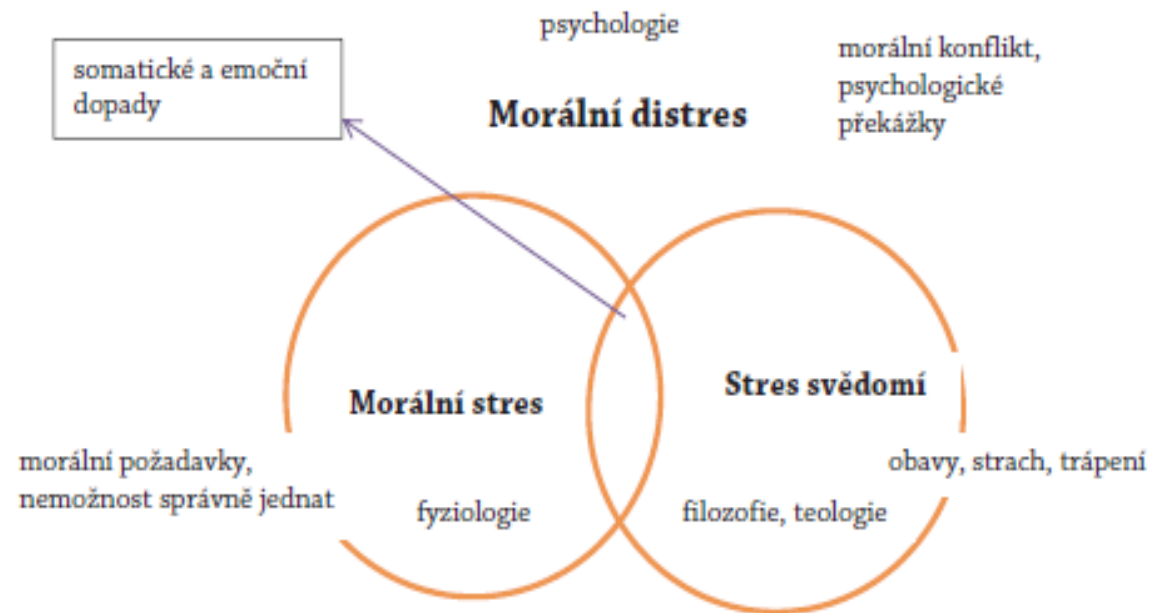 psychologie
somatické a emoční
dopady
morální konflikt,
psychologické
překážky
Morální distres
Morální stres
Stres svědomí
morální požadavky,
nemožnost správně jednat
obavy, strach, trápení
fyziologie
filozofie, teologie